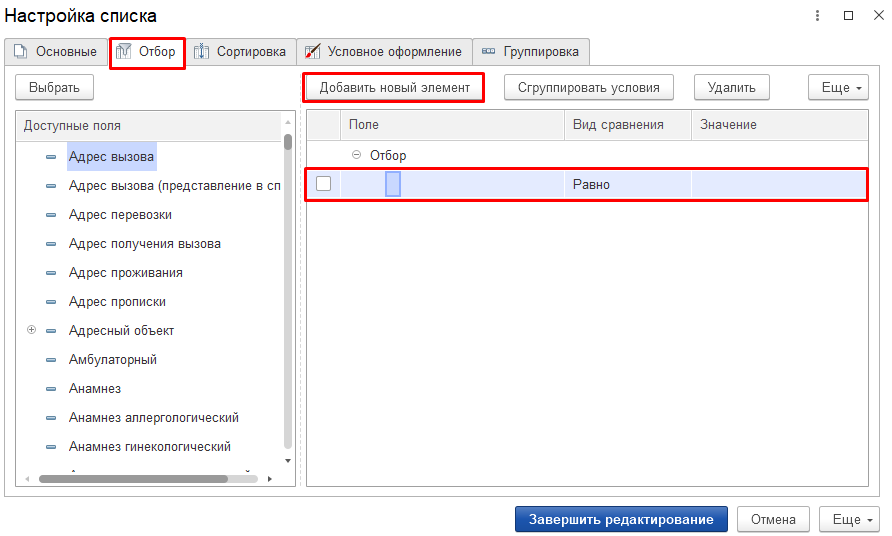 Настройка списка
Основные
Отбор
Сортировка
Условное оформление
Группировка
Выбрать
Добавить новый элемент
Сгруппировать условия
Удалить
Еще
Доступные поля
Адрес вызова
Адрес вызова (представление в сп
Адрес перевозки
Адрес получения вызова
Адрес проживания
Адрес прописки
Адресный объект
Амбулаторный
Анамнез
Анамнез аллергологический
Анамнез гинекологический
Поле
Вид сравнения
Значение
Отбор
Равно
Завершить редактирование
Отмена
Еще